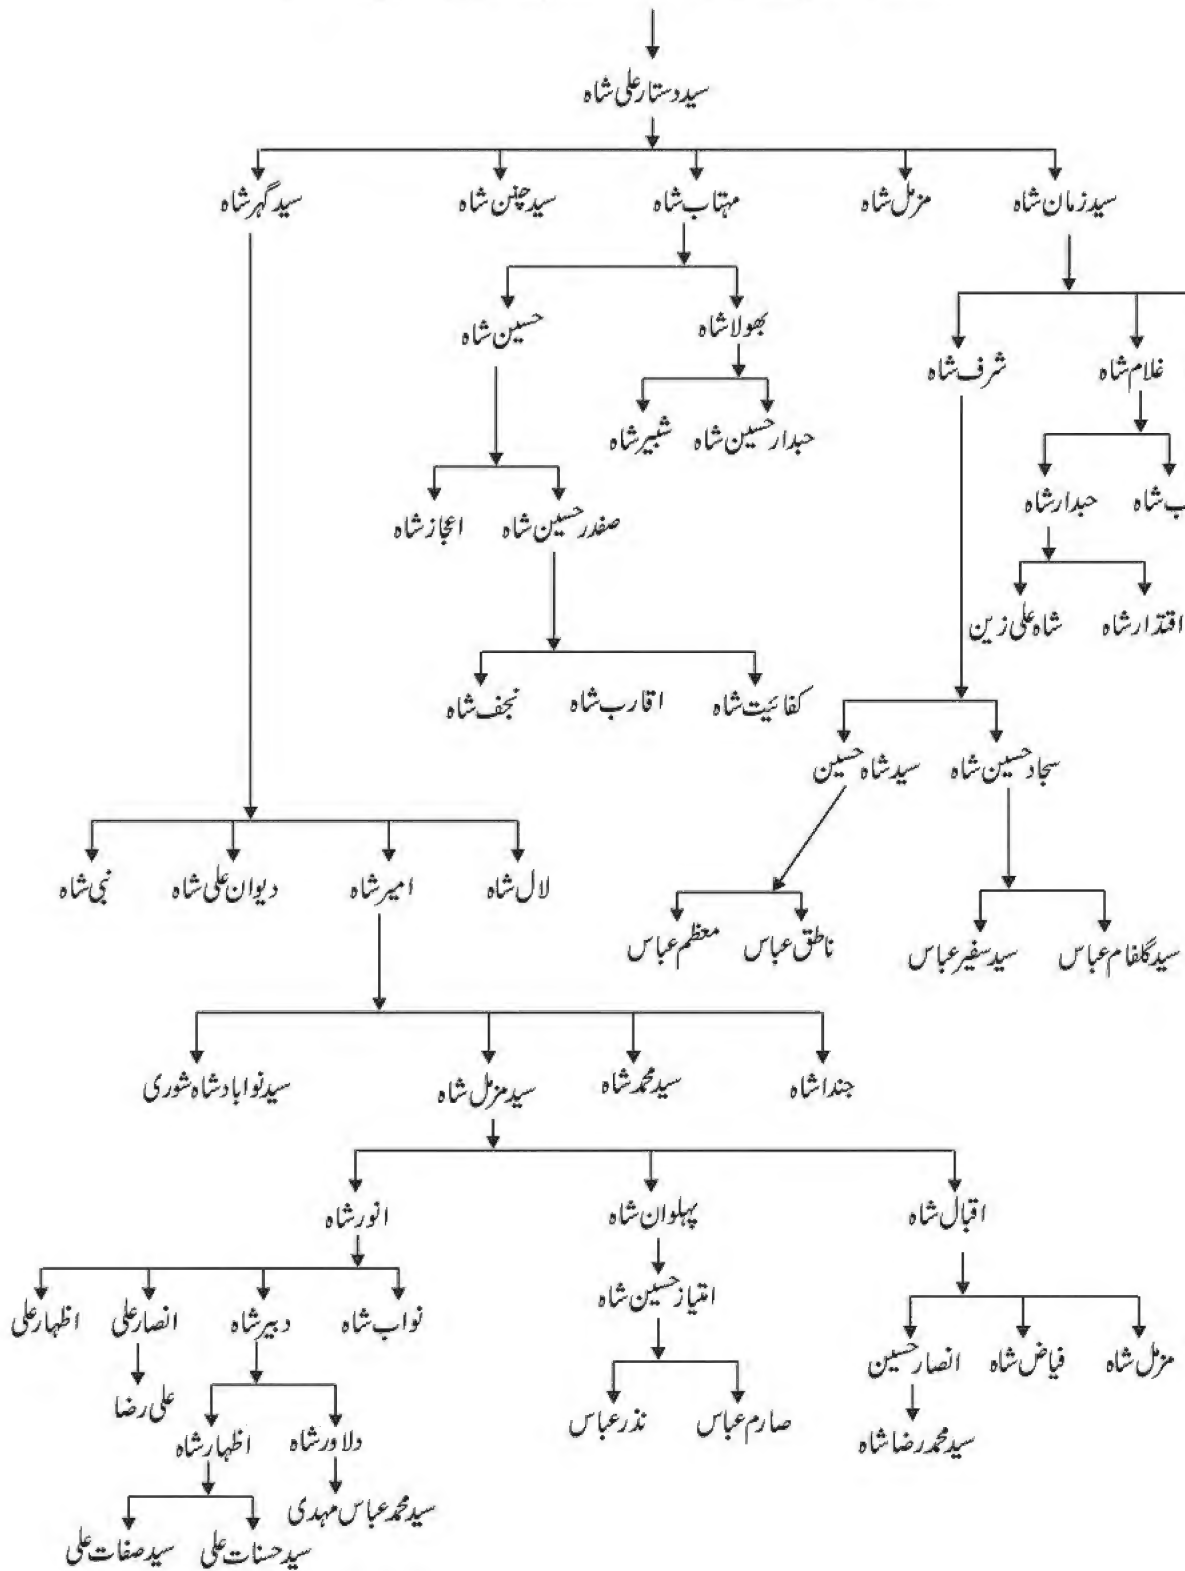 سید دستار علی شاہ
سید زمان شاہ
مزمل شاہ
مہتاب شاہ
سید چنن شاہ
سید گہر شاہ
بھولا شاہ
حسین شاہ
غلام شاہ
شرف شاہ
حبدار حسین شاہ
شبیر شاہ
حبدار شاہ
صفدر حسین شاہ
اعجاز شاہ
اقتدار شاہ
شاہ علی زین
کفائیت شاہ
اقارب شاہ
نجف شاہ
سجاد حسین شاہ
سید شاہ حسین
لال شاہ
امیر شاہ
دیوان علی شاہ
نبی شاہ
سید گلفام عباس
سید سفیر عباس
ناطق عباس
معظم عباس
جندا شاہ
سید محمد شاہ
سید مزمل شاہ
سید نواباد شاہ شوری
اقبال شاہ
پہلوان شاہ
انور شاہ
امتیاز حسین شاہ
نواب شاہ
دبیر شاہ
انصار علی
اظہار علی
مزمل شاہ
فیاض شاہ
انصار حسین
علی رضا
صارم عباس
نذر عباس
سید محمد رضا شاہ
دلاور شاہ
اظہار شاہ
سید محمد عباس مہدی
سید حسنات علی
سید صفات علی